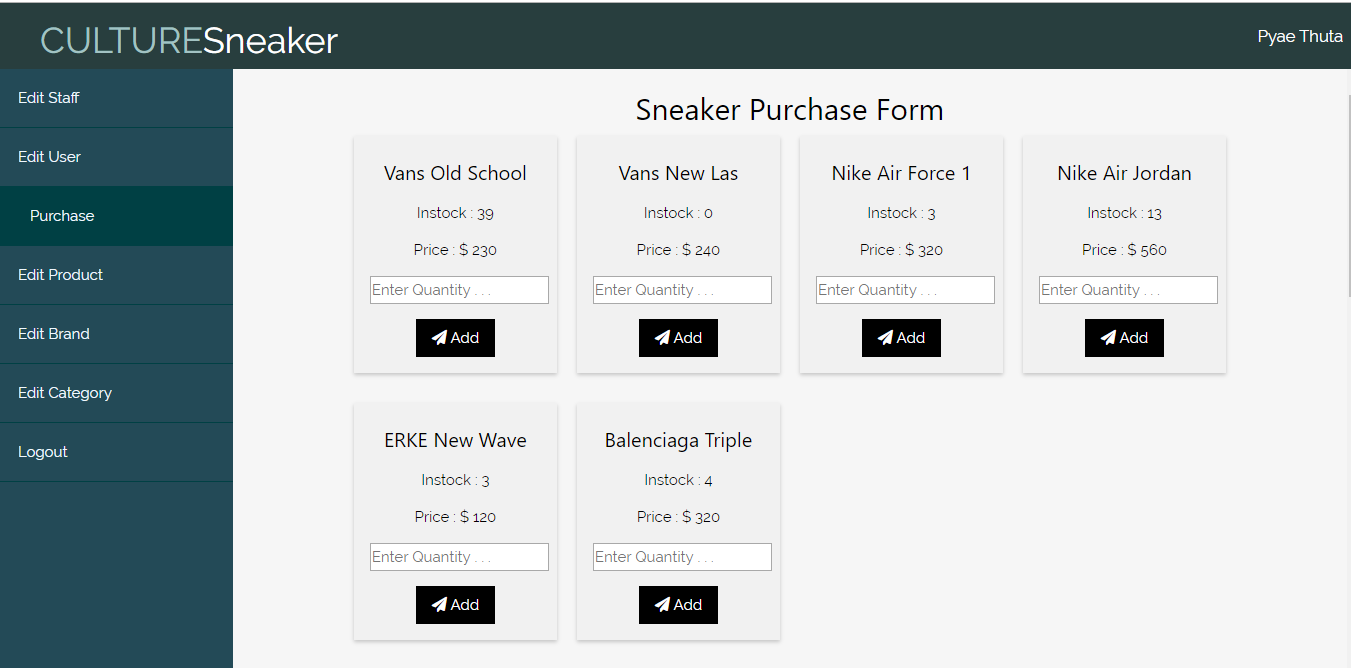 CULTURESneaker
Pyae Thuta
Edit Staff
Edit User
Purchase
Edit Product
Edit Brand
Edit Category
Logout
Sneaker Purchase Form
Vans Old School
Instock : 39
Price : $ 230
Enter Quantity . . .
Add
Vans New Las
Instock : 0
Price : $ 240
Enter Quantity . . .
Add
Nike Air Force 1
Instock : 3
Price : $ 320
Enter Quantity . . .
Add
Nike Air Jordan
Instock : 13
Price : $ 560
Enter Quantity . . .
Add
ERKE New Wave
Instock : 3
Price : $ 120
Enter Quantity . . .
Add
Balenciaga Triple
Instock : 4
Price : $ 320
Enter Quantity . . .
Add